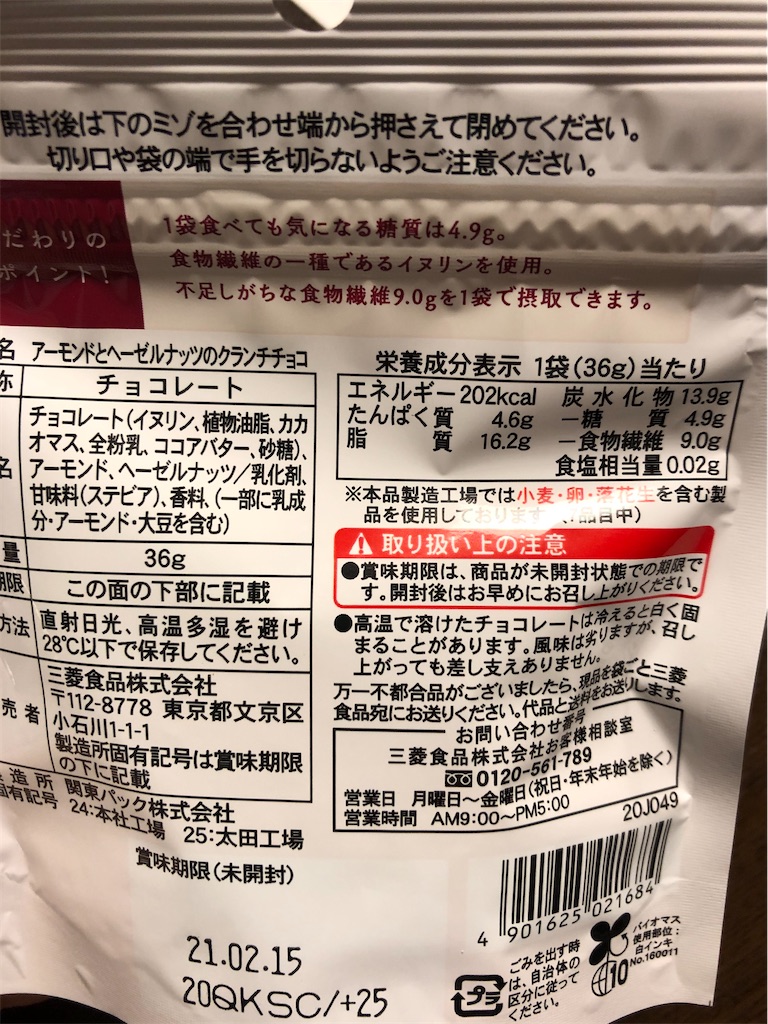 開封後は下のミゾを合わせ端から押さえて閉めてください。
切り口や袋の端で手を切らないようご注意ください。
だわりの
ポイント!
1袋食べても気になる糖質は4.9g。
食物繊維の一種であるイヌリンを使用。
不足しがちな食物繊維9.0gを1袋で摂取できます。
名 アーモンドとヘーゼルナッツのクランチチョコ
称 チョコレート
名 チョコレート(イヌリン、植物油脂、カカ
オマス、全粉乳、ココアバター、砂糖)、
アーモンド、ヘーゼルナッツ/乳化剤、
甘味料(ステビア)、香料、(一部に乳成
分・アーモンド・大豆を含む)
量 36g
期限 この面の下部に記載
方法 直射日光、高温多湿を避け
28℃以下で保存してください。
売者 三菱食品株式会社
〒112-8778 東京都文京区
小石川1-1-1
製造所固有記号は賞味期限
の下に記載
造所 関東パック株式会社
固有記号 24:本社工場 25:太田工場
賞味期限(未開封)
21.02.15
20QKSC/+25
栄養成分表示 1袋(36g)当たり
エネルギー 202kcal 炭水化物 13.9g
たんぱく質 4.6g −糖質 4.9g
脂質 16.2g −食物繊維 9.0g
食塩相当量 0.02g
※本品製造工場では小麦・卵・落花生を含む製
品を使用しております。(7品目中)
取り扱い上の注意
●賞味期限は、商品が未開封状態での期限で
す。開封後はお早めにお召し上がりください。
●高温で溶けたチョコレートは冷えると白く固
まることがあります。風味は劣りますが、召し
上がっても差し支えありません。
万一不都合品がございましたら、現品を袋ごと三菱
食品宛にお送りください。代品と送料をお送りします。
お問い合わせ番号
三菱食品株式会社お客様相談室
0120-561-789
営業日 月曜日~金曜日(祝日・年末年始を除く)
営業時間 AM9:00~PM5:00
20J049
4 901625 021684
プラ
ごみを出す時
は、自治体の
区分に従って
ください。
バイオマス
使用部位:
白インキ
10 No.160011